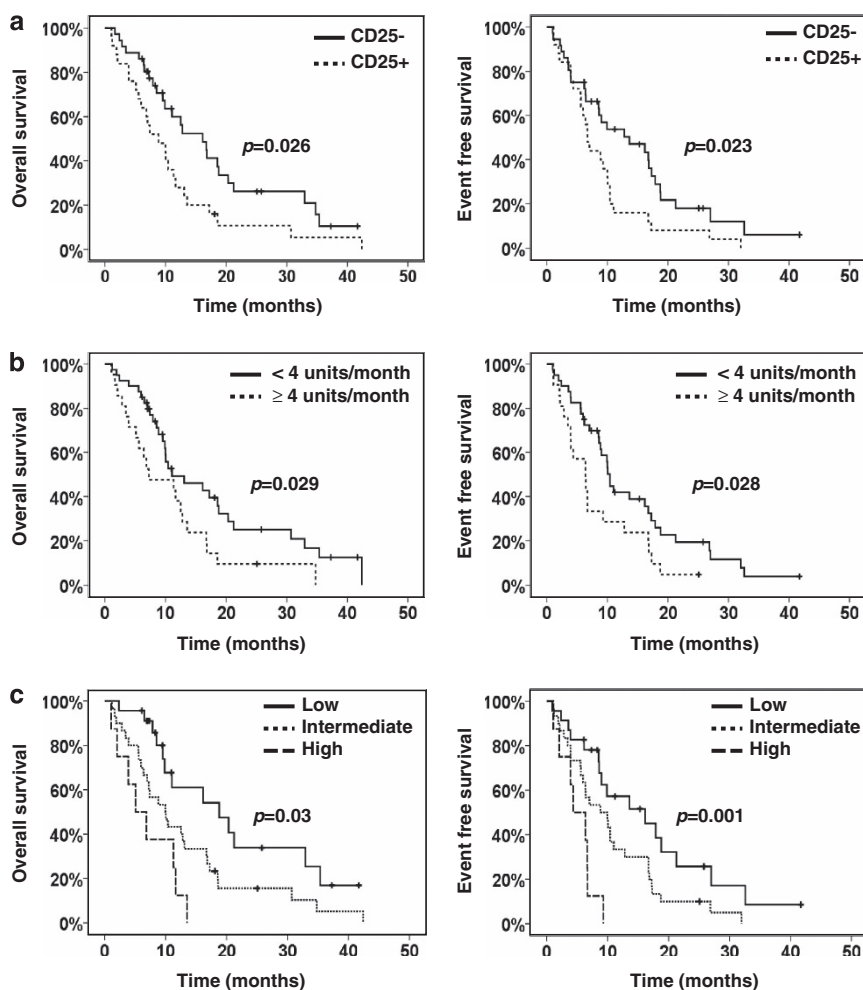 a
Overall survival
100%
80%
60%
40%
20%
0%
CD25-
CD25+
p=0.026
0 10 20 30 40 50
Time (months)
Event free survival
100%
80%
60%
40%
20%
0%
CD25-
CD25+
p=0.023
0 10 20 30 40 50
Time (months)
b
Overall survival
100%
80%
60%
40%
20%
0%
< 4 units/month
≥ 4 units/month
p=0.029
0 10 20 30 40 50
Time (months)
Event free survival
100%
80%
60%
40%
20%
0%
< 4 units/month
≥ 4 units/month
p=0.028
0 10 20 30 40 50
Time (months)
c
Overall survival
100%
80%
60%
40%
20%
0%
Low
Intermediate
High
p=0.03
0 10 20 30 40 50
Time (months)
Event free survival
100%
80%
60%
40%
20%
0%
Low
Intermediate
High
p=0.001
0 10 20 30 40 50
Time (months)